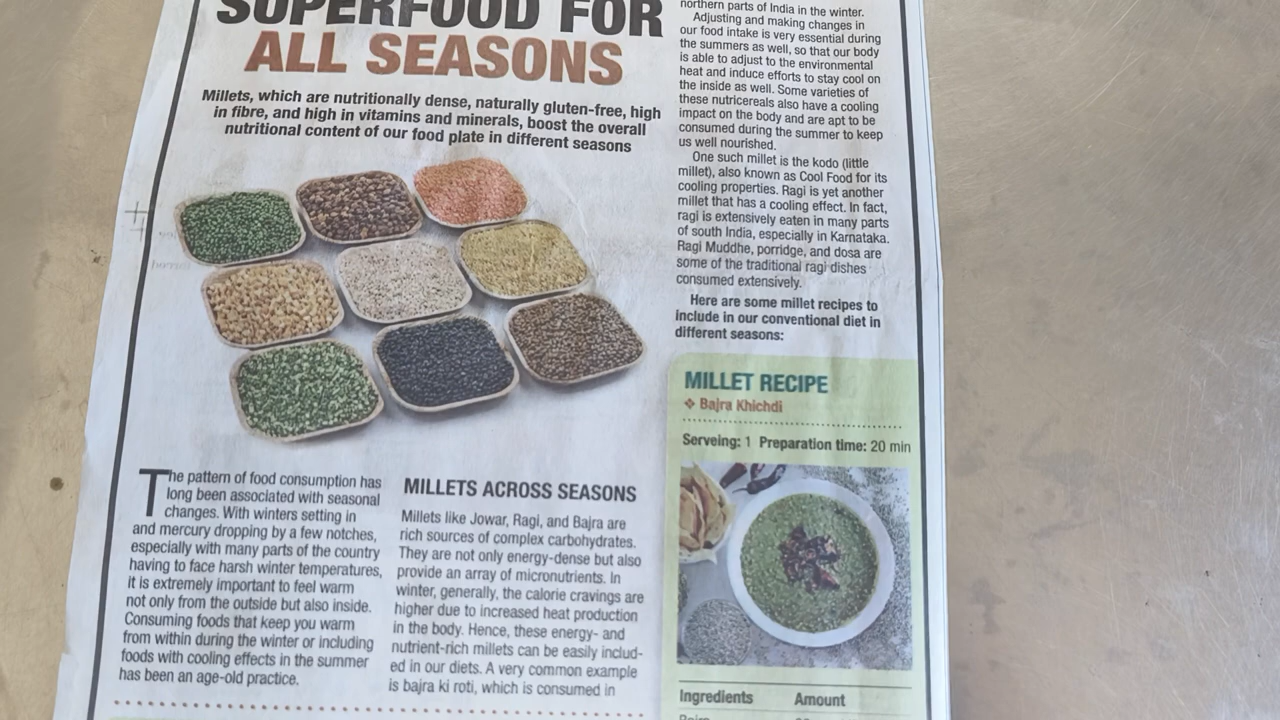 SUPERFOOD FOR
ALL SEASONS
Millets, which are nutritionally dense, naturally gluten-free, high
in fibre, and high in vitamins and minerals, boost the overall
nutritional content of our food plate in different seasons
The pattern of food consumption has
long been associated with seasonal
changes. With winters setting in
and mercury dropping by a few notches,
especially with many parts of the country
having to face harsh winter temperatures,
it is extremely important to feel warm
not only from the outside but also inside.
Consuming foods that keep you warm
from within during the winter or including
foods with cooling effects in the summer
has been an age-old practice.
MILLETS ACROSS SEASONS
Millets like Jowar, Ragi, and Bajra are
rich sources of complex carbohydrates.
They are not only energy-dense but also
provide an array of micronutrients. In
winter, generally, the calorie cravings are
higher due to increased heat production
in the body. Hence, these energy- and
nutrient-rich millets can be easily includ-
ed in our diets. A very common example
is bajra ki roti, which is consumed in
northern parts of India in the winter.
Adjusting and making changes in
our food intake is very essential during
the summers as well, so that our body
is able to adjust to the environmental
heat and induce efforts to stay cool on
the inside as well. Some varieties of
these nutricereals also have a cooling
impact on the body and are apt to be
consumed during the summer to keep
us well nourished.
One such millet is the kodo (little
millet), also known as Cool Food for its
cooling properties. Ragi is yet another
millet that has a cooling effect. In fact,
ragi is extensively eaten in many parts
of south India, especially in Karnataka.
Ragi Muddhe, porridge, and dosa are
some of the traditional ragi dishes
consumed extensively.
Here are some millet recipes to
include in our conventional diet in
different seasons:
MILLET RECIPE
❖ Bajra Khichdi
Serveing: 1 Preparation time: 20 min
Ingredients Amount